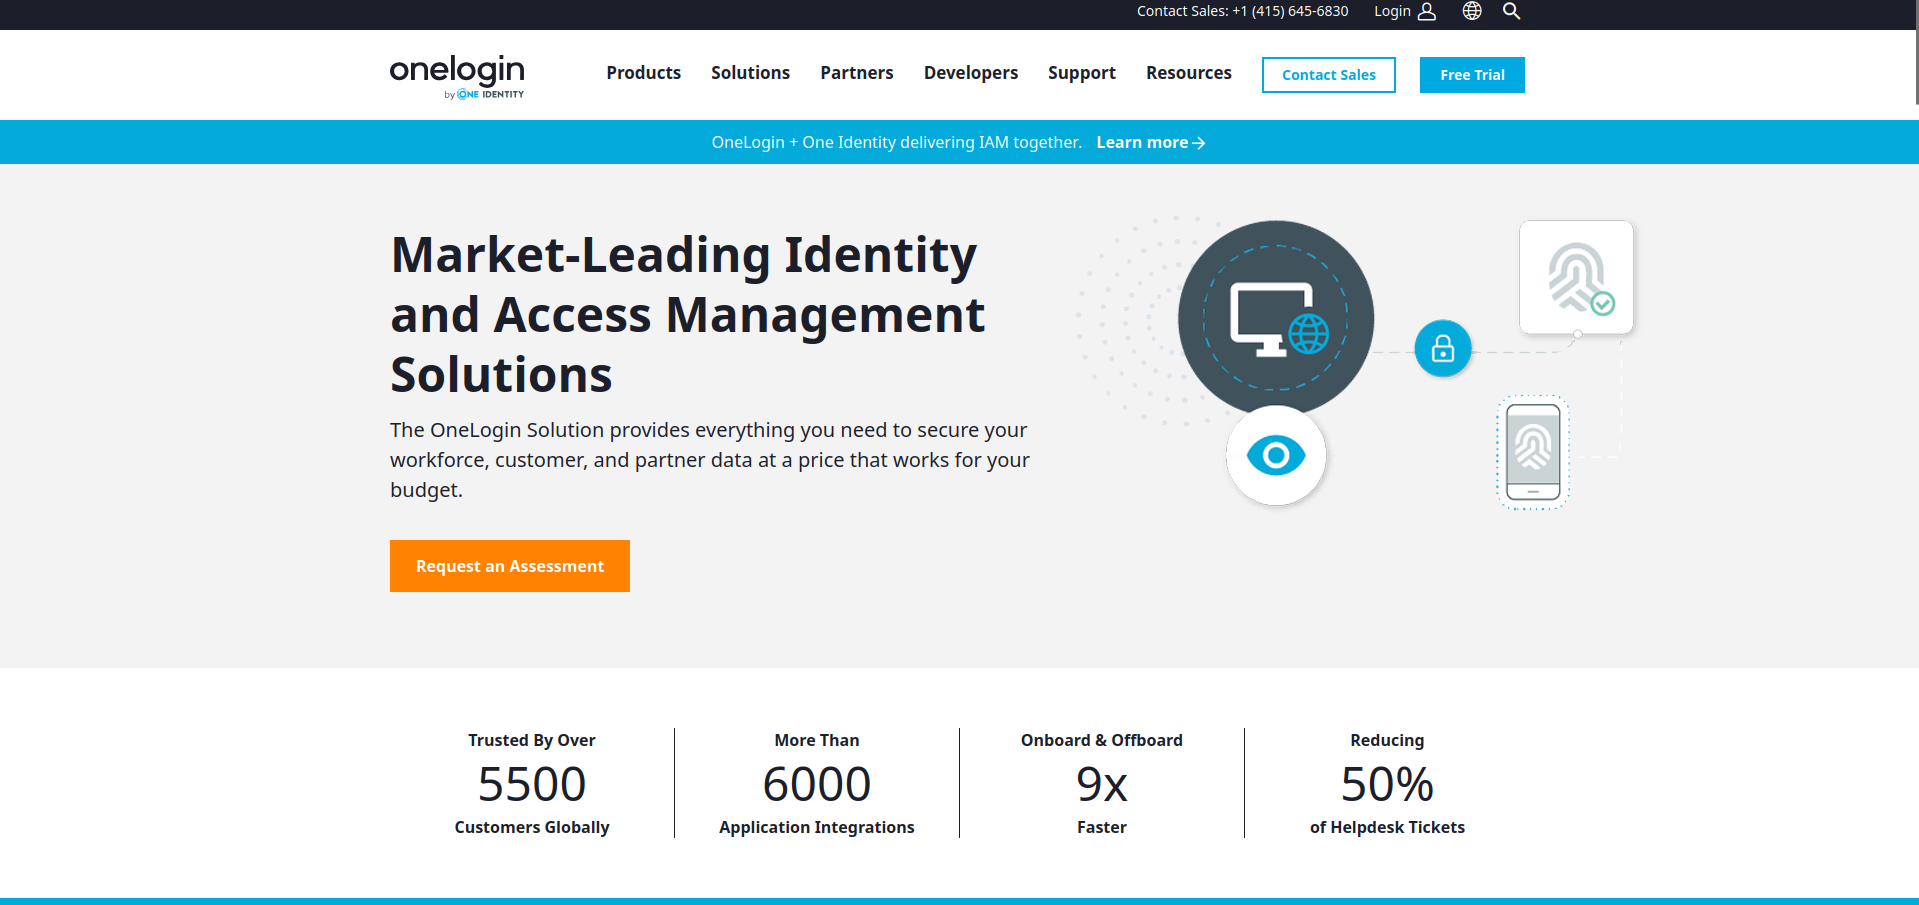 Contact Sales: +1 (415) 645-6830
Login
onelogin
by ONE IDENTITY
Products
Solutions
Partners
Developers
Support
Resources
Contact Sales
Free Trial
OneLogin + One Identity delivering IAM together. Learn more
Market-Leading Identity
and Access Management
Solutions
The OneLogin Solution provides everything you need to secure your
workforce, customer, and partner data at a price that works for your
budget.
Request an Assessment
Trusted By Over
5500
Customers Globally
More Than
6000
Application Integrations
Onboard & Offboard
9x
Faster
Reducing
50%
of Helpdesk Tickets